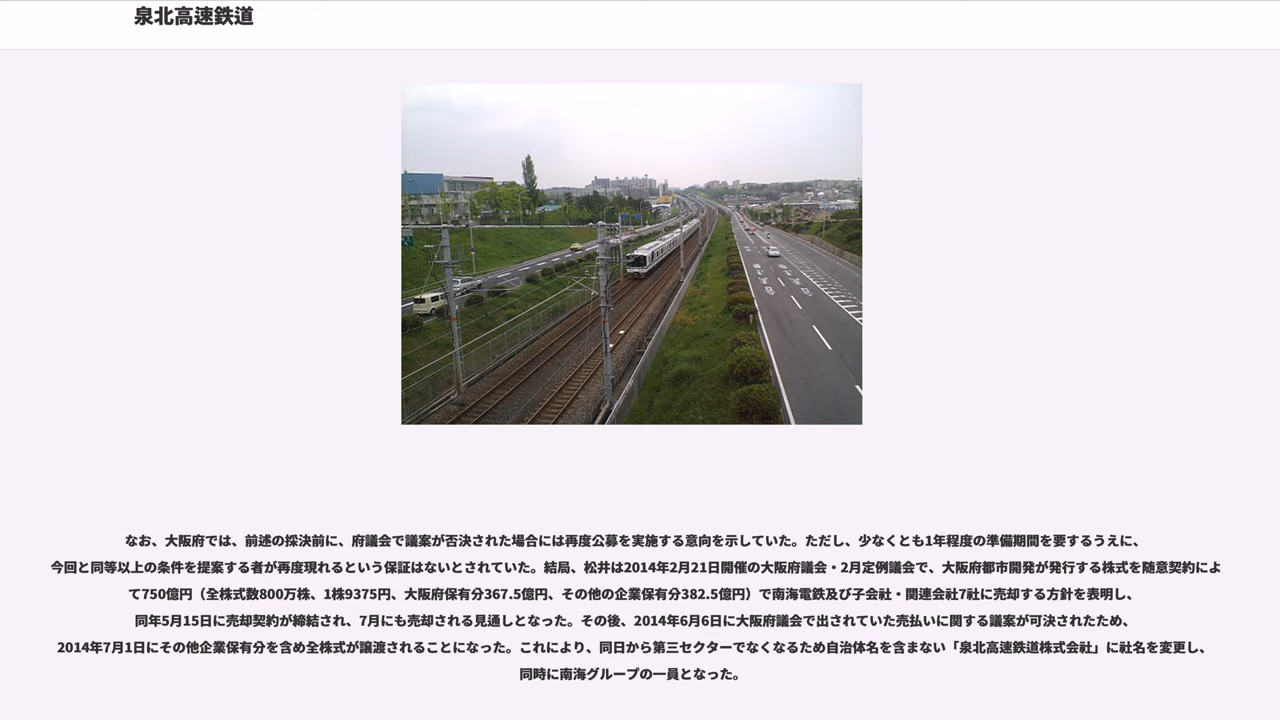 泉北高速鉄道
なお、大阪府では、前述の採決前に、府議会で議案が否決された場合には再度公募を実施する意向を示していた。ただし、少なくとも1年程度の準備期間を要するうえに、
今回と同等以上の条件を提案する者が再度現れるという保証はないとされていた。結局、松井は2014年2月21日開催の大阪府議会・2月定例議会で、大阪府都市開発が発行する株式を随意契約によ
て750億円（全株式数800万株、1株9375円、大阪府保有分367.5億円、その他の企業保有分382.5億円）で南海電鉄及び子会社・関連会社7社に売却する方針を表明し、
同年5月15日に売却契約が締結され、7月にも売却される見通しとなった。その後、2014年6月6日に大阪府議会で出されていた売払いに関する議案が可決されたため、
2014年7月1日にその他企業保有分を含め全株式が譲渡されることになった。これにより、同日から第三セクターでなくなるため自治体名を含まない「泉北高速鉄道株式会社」に社名を変更し、
同時に南海グループの一員となった。